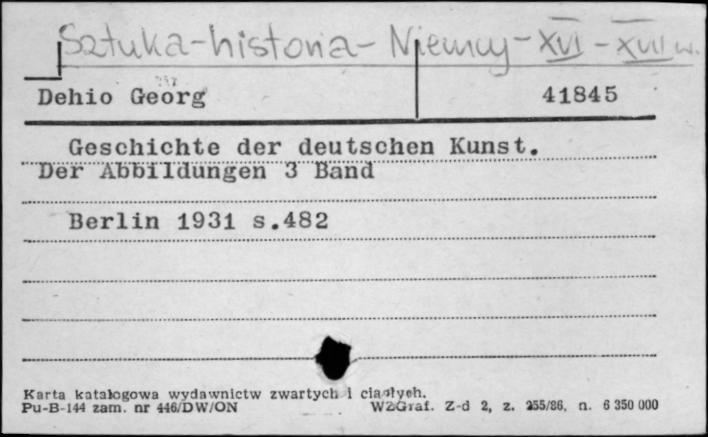 Sztuka-historia-Niemcy-XVI-XVII w.
Dehio Georg 41845
Geschichte der deutschen Kunst.
Der Abbildungen 3 Band
Berlin 1931 s.482
Karta katalogowa wydawnictw zwartych i ciągłych.
Pu-B-144 zam. nr 446/DW/ON WZGraf. Z-d 2, z. 255/86, n. 6 350 000